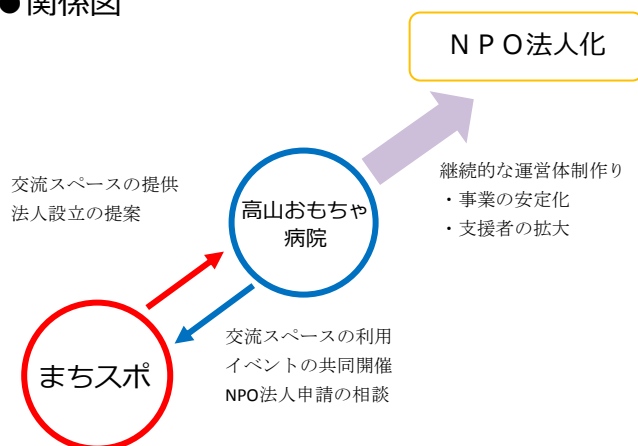 ●関係図
NPO法人化
継続的な運営体制作り
・事業の安定化
・支援者の拡大
交流スペースの提供
法人設立の提案
高山おもちゃ
病院
交流スペースの利用
イベントの共同開催
NPO法人申請の相談
まちスポ